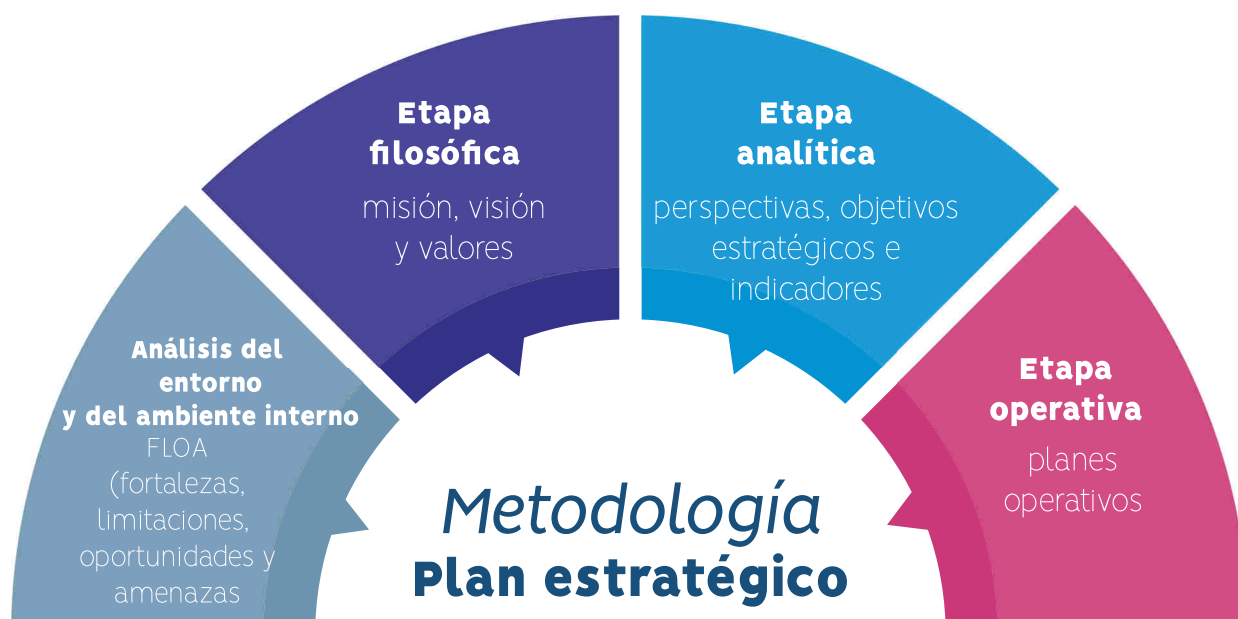 Análisis del
entorno
y del ambiente interno
FLOA
(fortalezas,
limitaciones,
oportunidades y
amenazas
Etapa
filosófica
misión, visión
y valores
Etapa
analítica
perspectivas, objetivos
estratégicos e
indicadores
Etapa
operativa
planes
operativos
Metodología
Plan estratégico